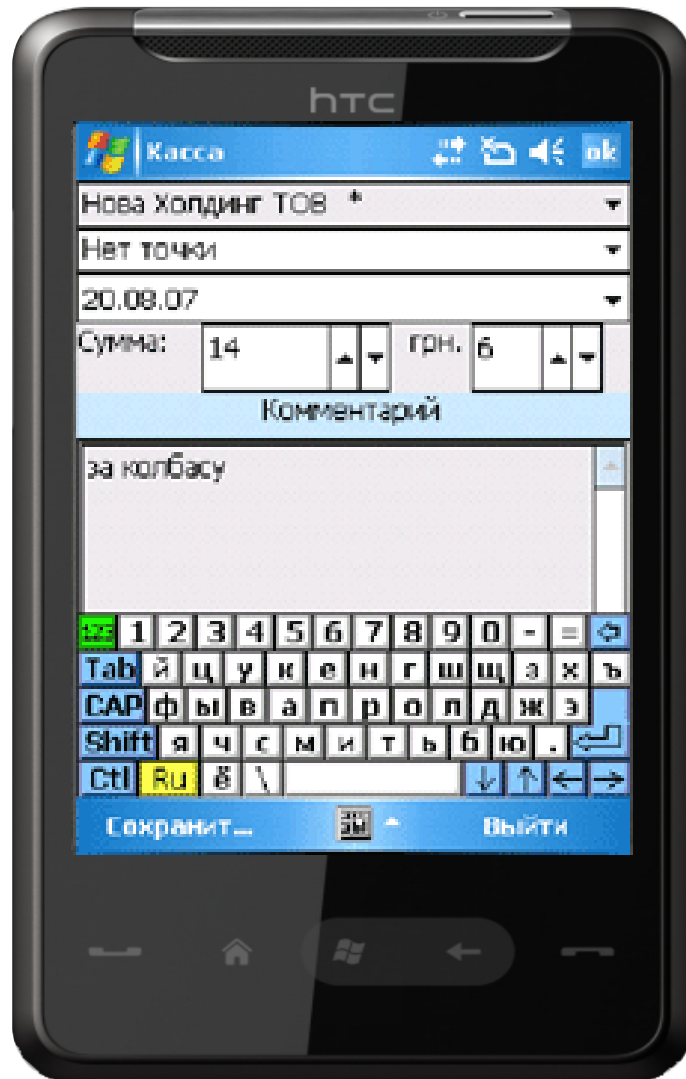 hTC
Касса ok
Нова Холдинг ТОВ *
Нет точки
20.08.07
Сумма: 14 грн. 6
Комментарий
за колбасу
123 1 2 3 4 5 6 7 8 9 0 - =
Tab й ц у к е н г ш щ з х ъ
CAP ф ы в а п р о л д ж э
Shift я ч с м и т ь б ю .
Ctl Ru ё \ ↓ ↑ ← →
Сохранит... Выйти